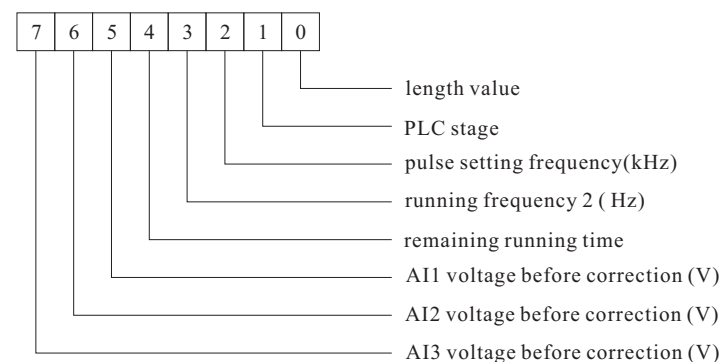 7 6 5 4 3 2 1 0
length value
PLC stage
pulse setting frequency(kHz)
running frequency 2 ( Hz)
remaining running time
AI1 voltage before correction (V)
AI2 voltage before correction (V)
AI3 voltage before correction (V)